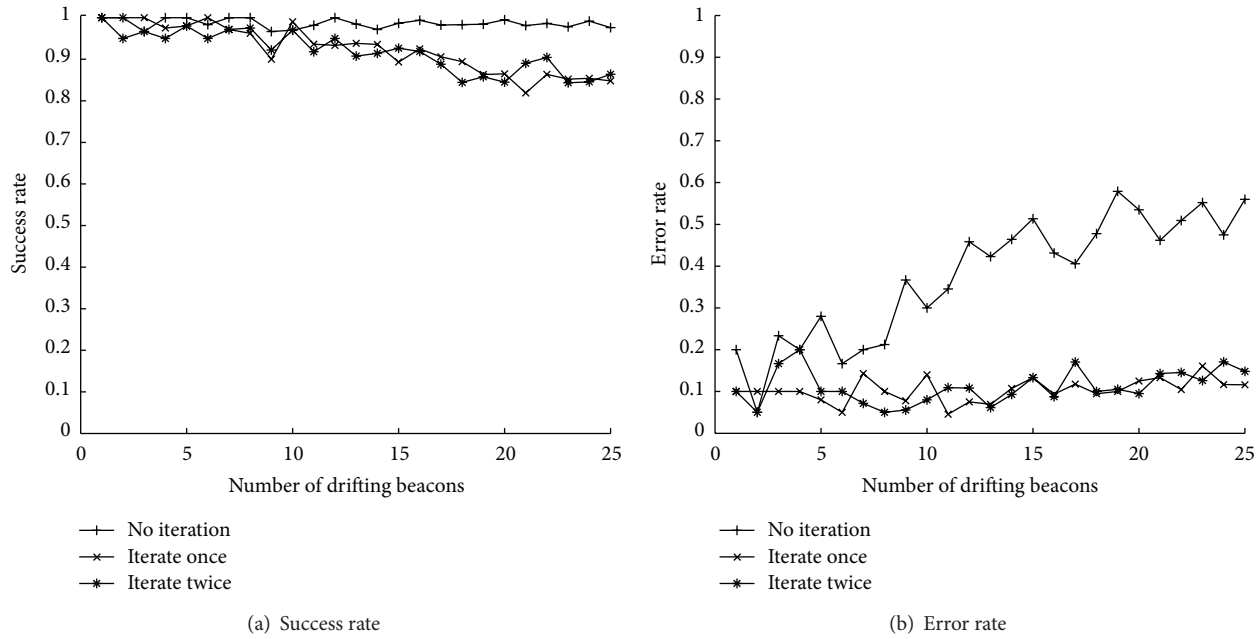 1
0.9
0.8
0.7
0.6
0.5
0.4
0.3
0.2
0.1
0
Success rate
0 5 10 15 20 25
Number of drifting beacons
No iteration
Iterate once
Iterate twice
(a) Success rate
1
0.9
0.8
0.7
0.6
0.5
0.4
0.3
0.2
0.1
0
Error rate
0 5 10 15 20 25
Number of drifting beacons
No iteration
Iterate once
Iterate twice
(b) Error rate